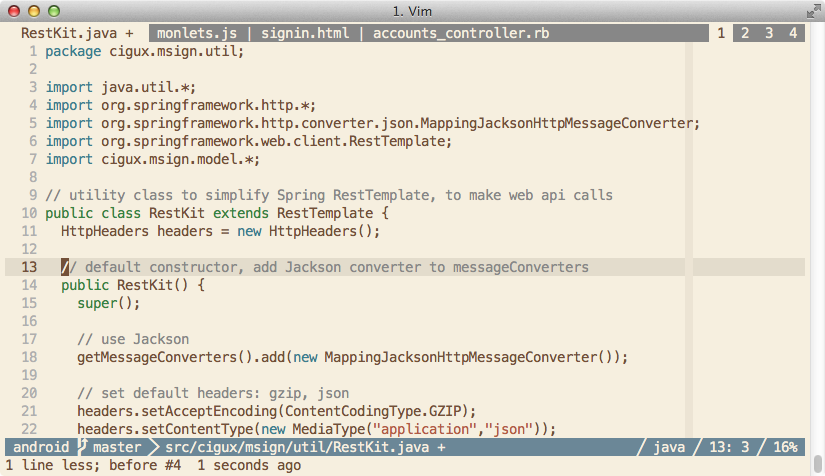 1. Vim
RestKit.java + monlets.js | signin.html | accounts_controller.rb 1 2 3 4
1 package cigux.msign.util;
2
3 import java.util.*;
4 import org.springframework.http.*;
5 import org.springframework.http.converter.json.MappingJacksonHttpMessageConverter;
6 import org.springframework.web.client.RestTemplate;
7 import cigux.msign.model.*;
8
9 // utility class to simplify Spring RestTemplate, to make web api calls
10 public class RestKit extends RestTemplate {
11 HttpHeaders headers = new HttpHeaders();
12
13 // default constructor, add Jackson converter to messageConverters
14 public RestKit() {
15 super();
16
17 // use Jackson
18 getMessageConverters().add(new MappingJacksonHttpMessageConverter());
19
20 // set default headers: gzip, json
21 headers.setAcceptEncoding(ContentCodingType.GZIP);
22 headers.setContentType(new MediaType("application","json"));
android master src/cigux/msign/util/RestKit.java + java 13: 3 16%
1 line less; before #4 1 seconds ago